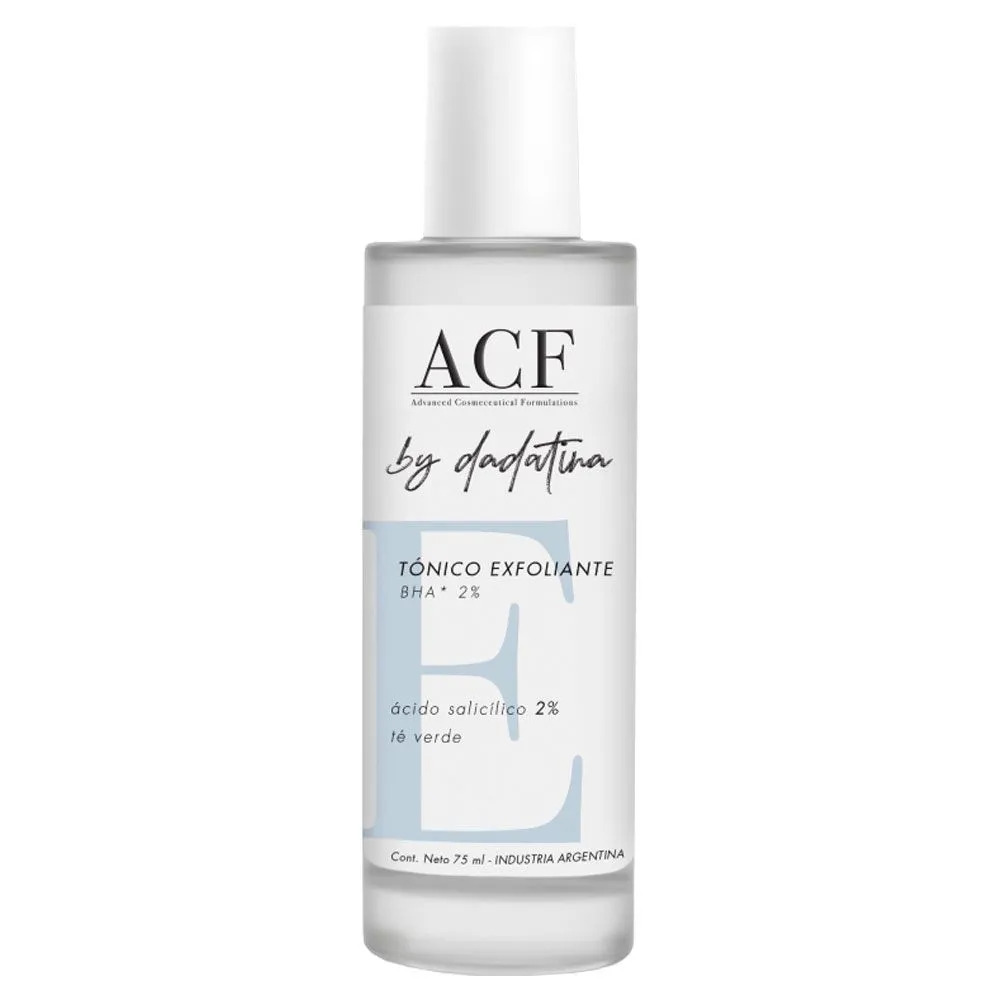 ACF
Advanced Cosmeceutical Formulations
by dadatina
E
TÓNICO EXFOLIANTE
BHA* 2%
ácido salicílico 2%
té verde
Cont. Neto 75 ml - INDUSTRIA ARGENTINA